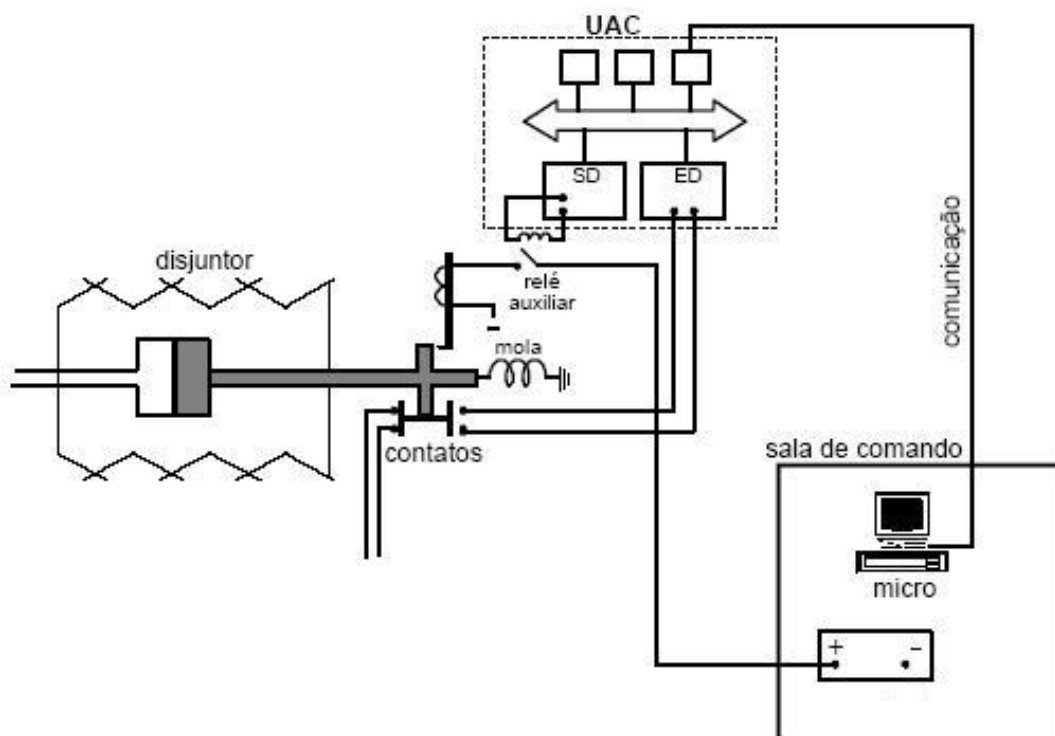 UAC
SD
ED
disjuntor
relé
auxiliar
mola
contatos
comunicação
sala de comando
micro
+ -